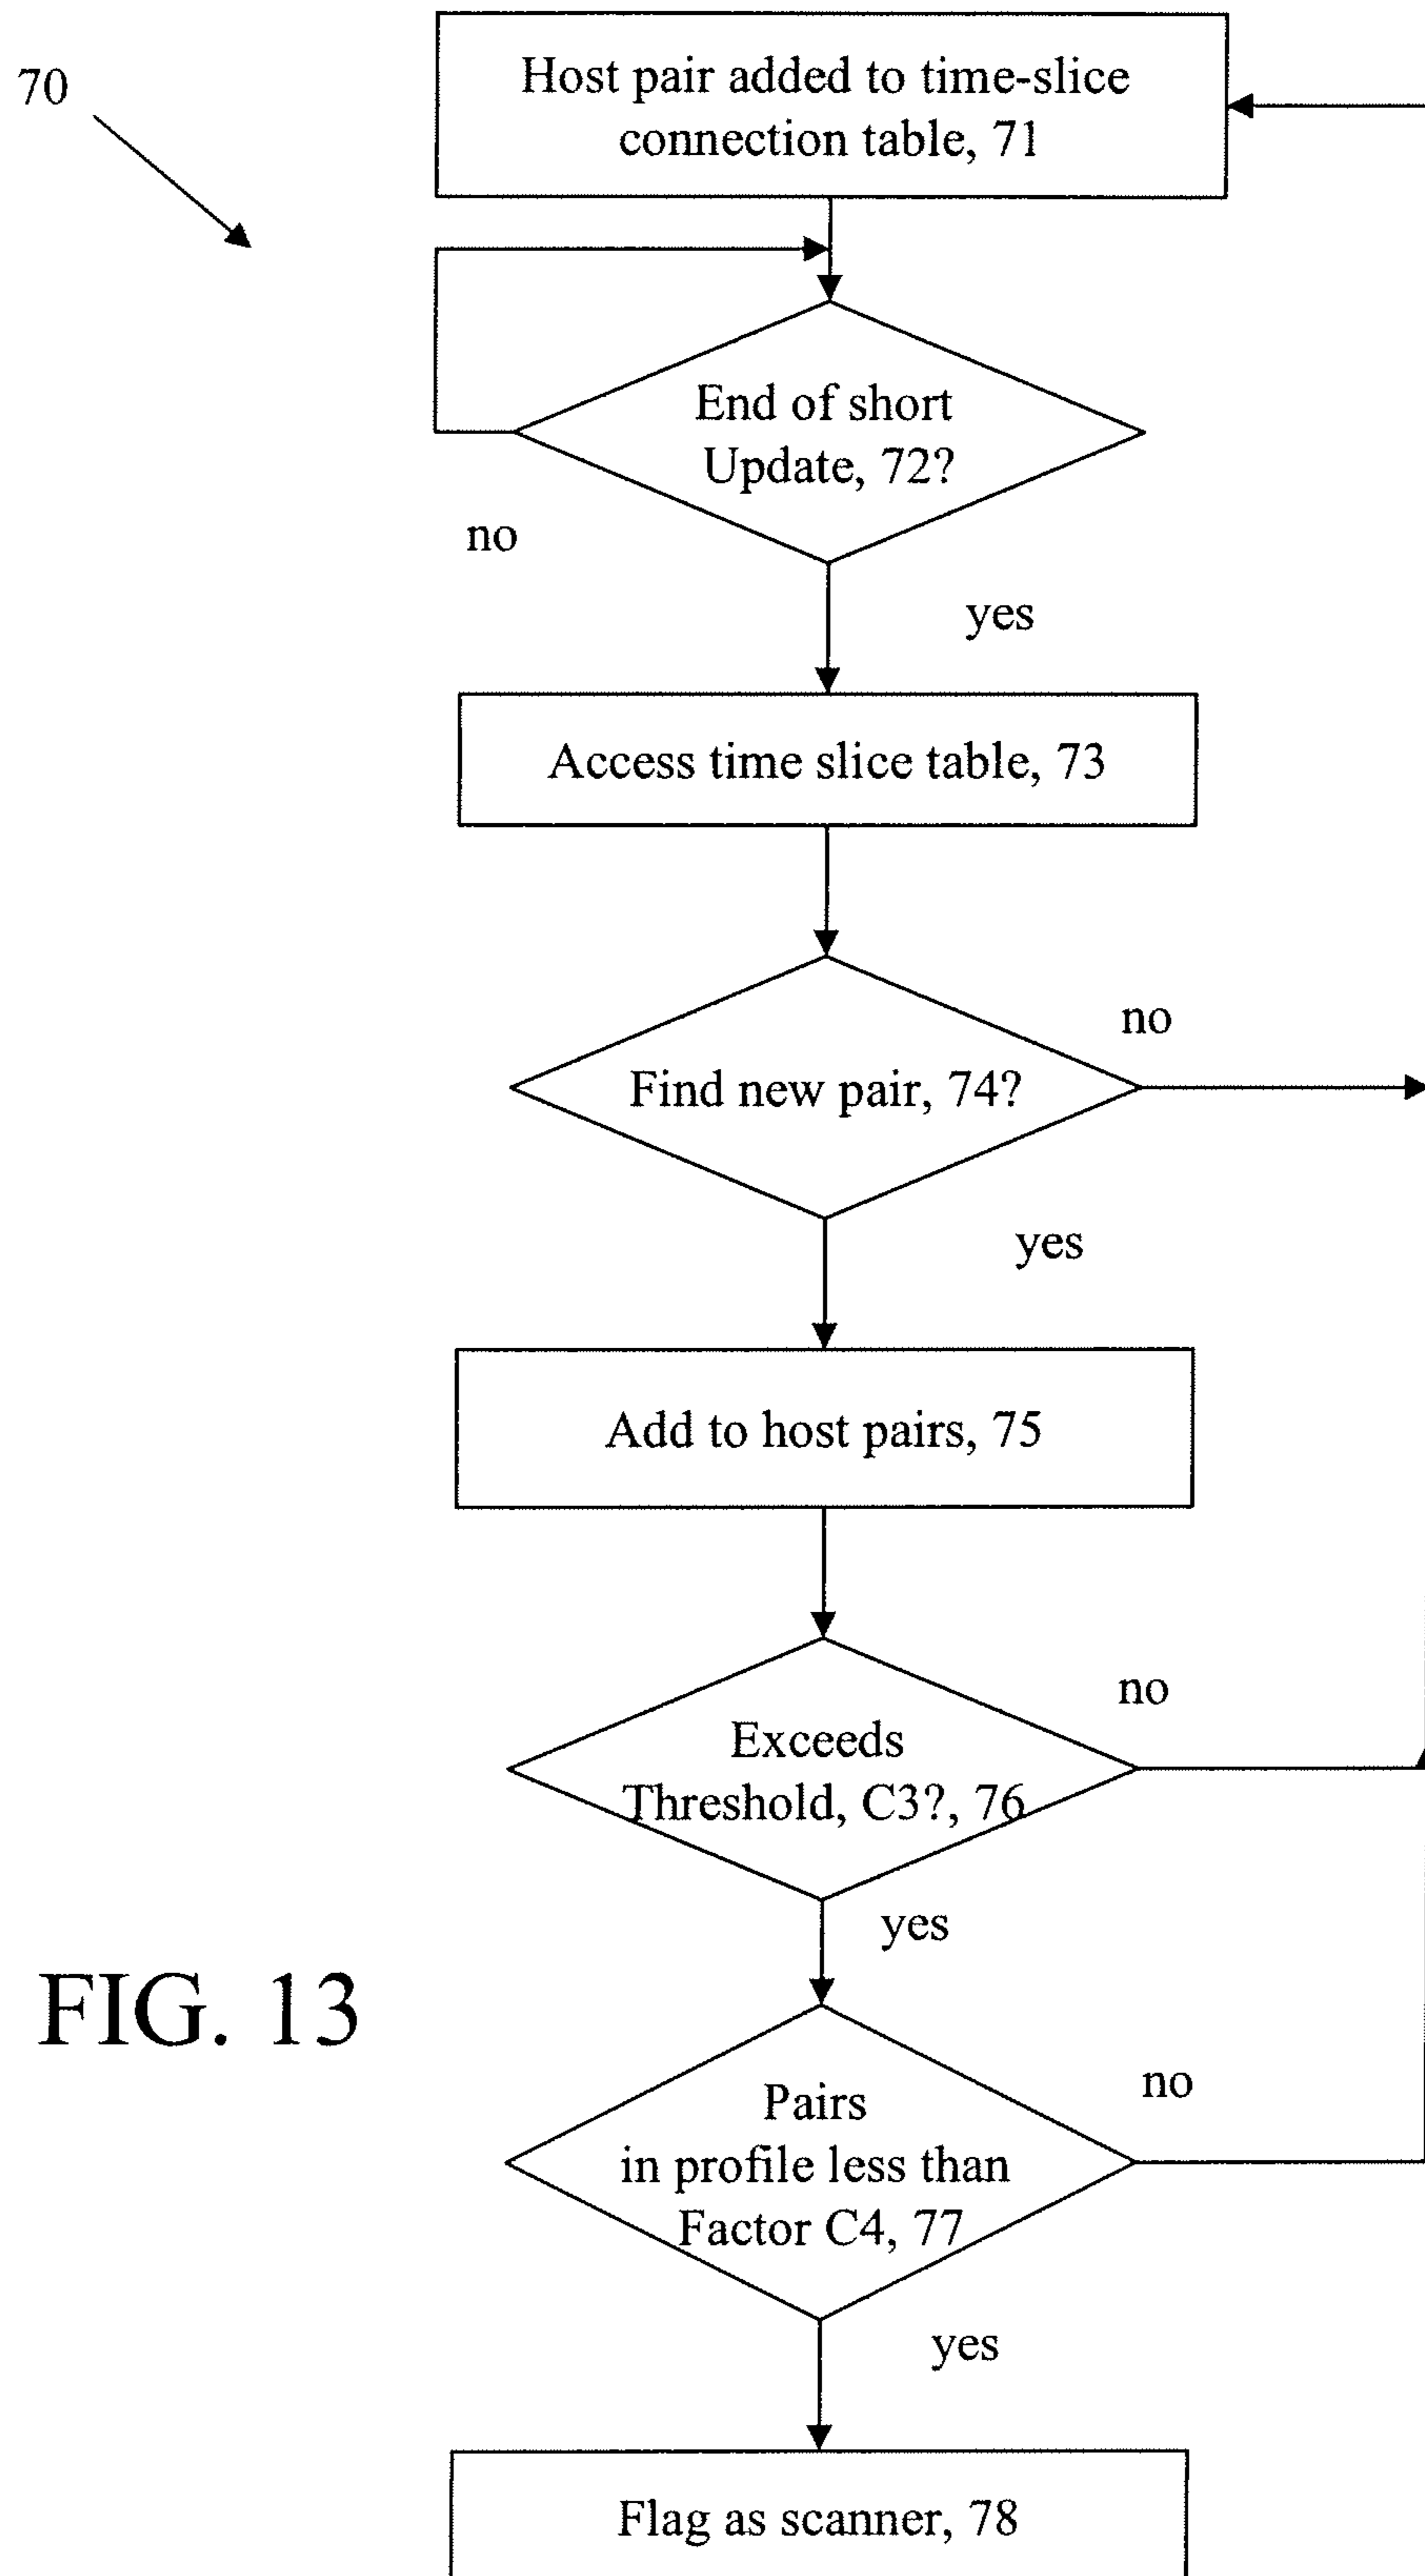 70
Host pair added to time-slice
connection table, 71
End of short
Update, 72?
no
yes
Access time slice table, 73
no
Find new pair, 74?
yes
Add to host pairs, 75
no
Exceeds
Threshold, C3?, 76
yes
FIG. 13
no
Pairs
in profile less than
Factor C4, 77
yes
Flag as scanner, 78